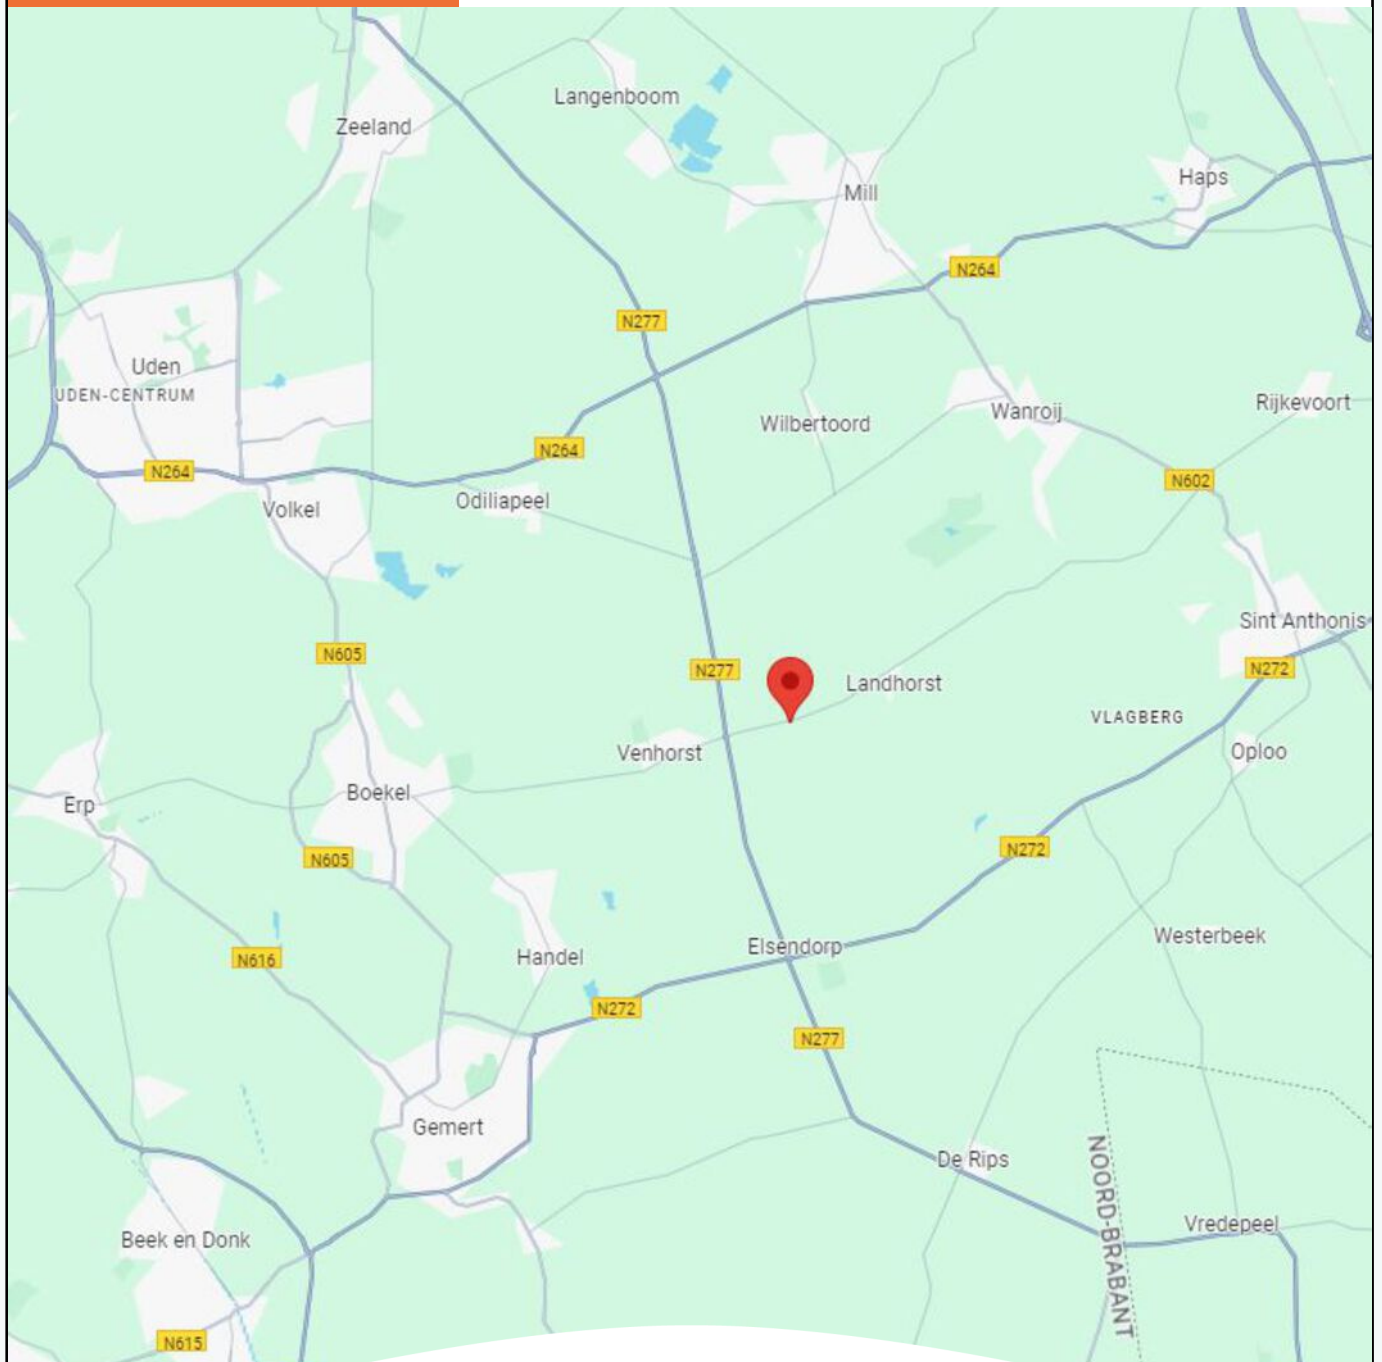 Langenboom
Zeeland
Haps
Mill
N264
N277
Uden
UDEN-CENTRUM
Rijkevoort
Wanroij
Wilbertoord
N264
N264
N602
Odiliapeel
Volkel
Sint Anthonis
N605
N277
N272
Landhorst
VLAGBERG
Venhorst
Oploo
Boekel
Erp
N272
N605
Westerbeek
Elsendorp
Handel
N616
N272
N277
Gemert
De Rips
Vredepeel
NOORD-BRABANT
Beek en Donk
N615